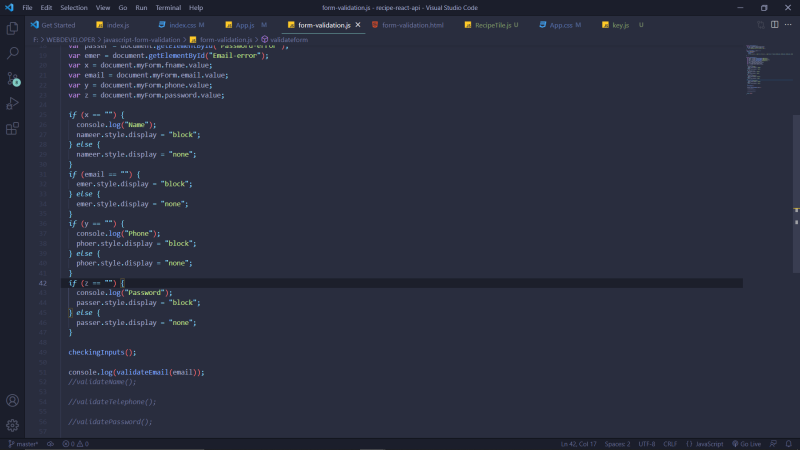 File Edit Selection View Go Run Terminal Help form-validation.js - recipe-react-api - Visual Studio Code
Get Started index.js index.css M App.js M form-validation.js form-validation.html RecipeTile.js U App.css M key.js U
F: > WEBDEVELOPER > javascript-form-validation > form-validation.js > validateform
var passer = document.getElementById("Password-error");
var emer = document.getElementById("Email-error");
var x = document.myForm.fname.value;
var email = document.myForm.email.value;
var y = document.myForm.phone.value;
var z = document.myForm.password.value;
if (x == "") {
console.log("Name");
nameer.style.display = "block";
} else {
nameer.style.display = "none";
}
if (email == "") {
emer.style.display = "block";
} else {
emer.style.display = "none";
}
if (y == "") {
console.log("Phone");
phoer.style.display = "block";
} else {
phoer.style.display = "none";
}
42 if (z == "") {
console.log("Password");
passer.style.display = "block";
} else {
passer.style.display = "none";
}
checkingInputs();
console.log(validateEmail(email));
//validateName();
//validateTelephone();
//validatePassword();
master* 0 0 Ln 42, Col 17 Spaces: 2 UTF-8 CRLF {} JavaScript Go Live